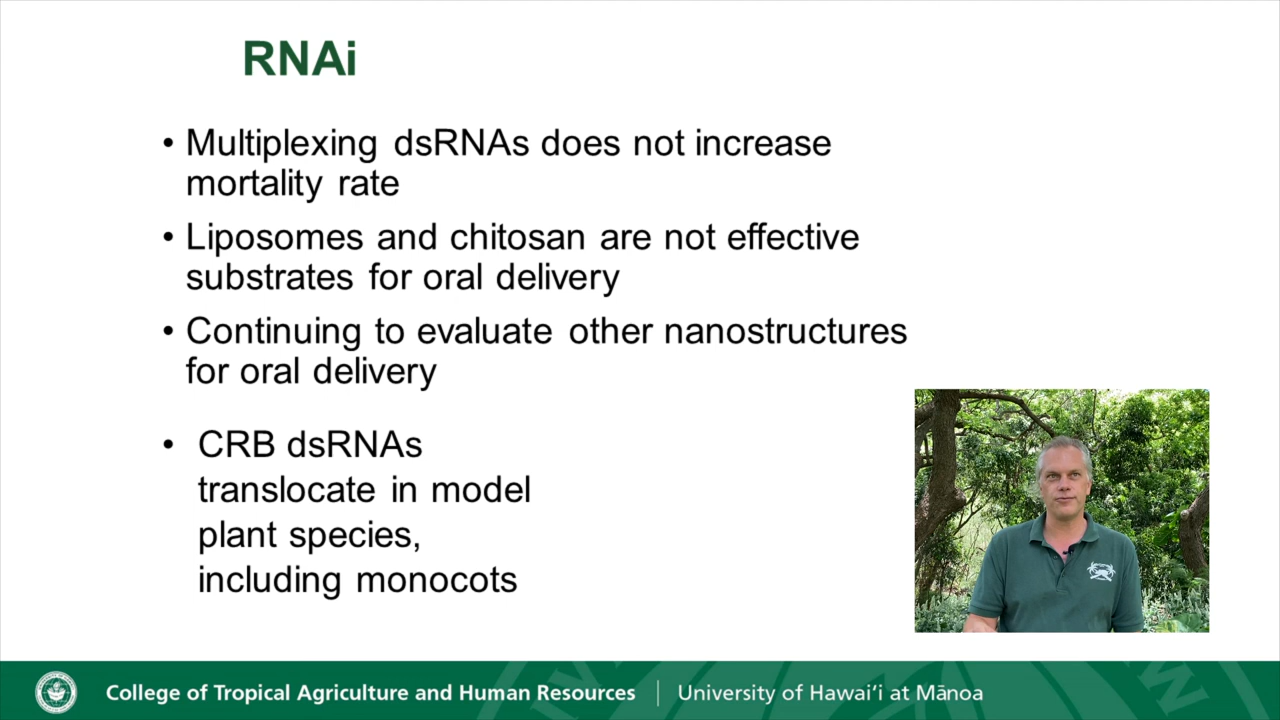 RNAi
• Multiplexing dsRNAs does not increase
mortality rate
• Liposomes and chitosan are not effective
substrates for oral delivery
• Continuing to evaluate other nanostructures
for oral delivery
• CRB dsRNAs
translocate in model
plant species,
including monocots
College of Tropical Agriculture and Human Resources | University of Hawaiʻi at Mānoa